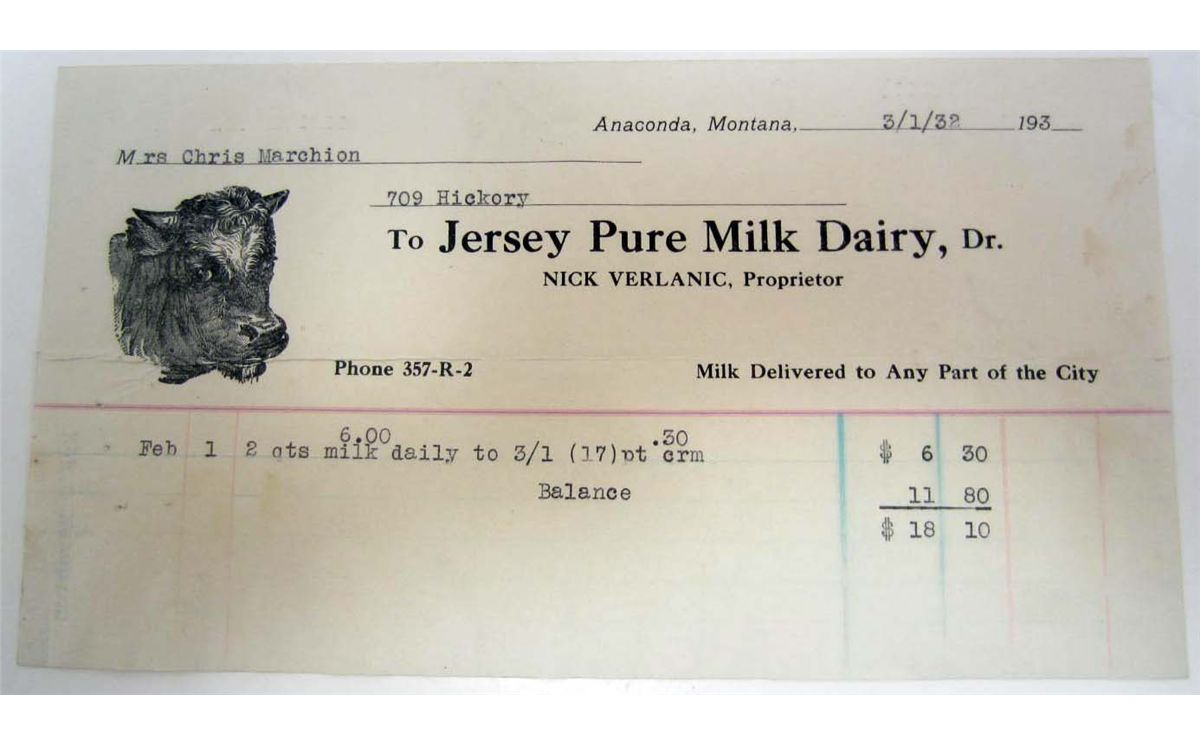 Anaconda, Montana, 3/1/32 193
Mrs Chris Marchion
709 Hickory
To Jersey Pure Milk Dairy, Dr.
NICK VERLANIC, Proprietor
Phone 357-R-2 Milk Delivered to Any Part of the City
6.00 .30
Feb 1 2 qts milk daily to 3/1 (17) pt crm $ 6 30
Balance 11 80
$ 18 10